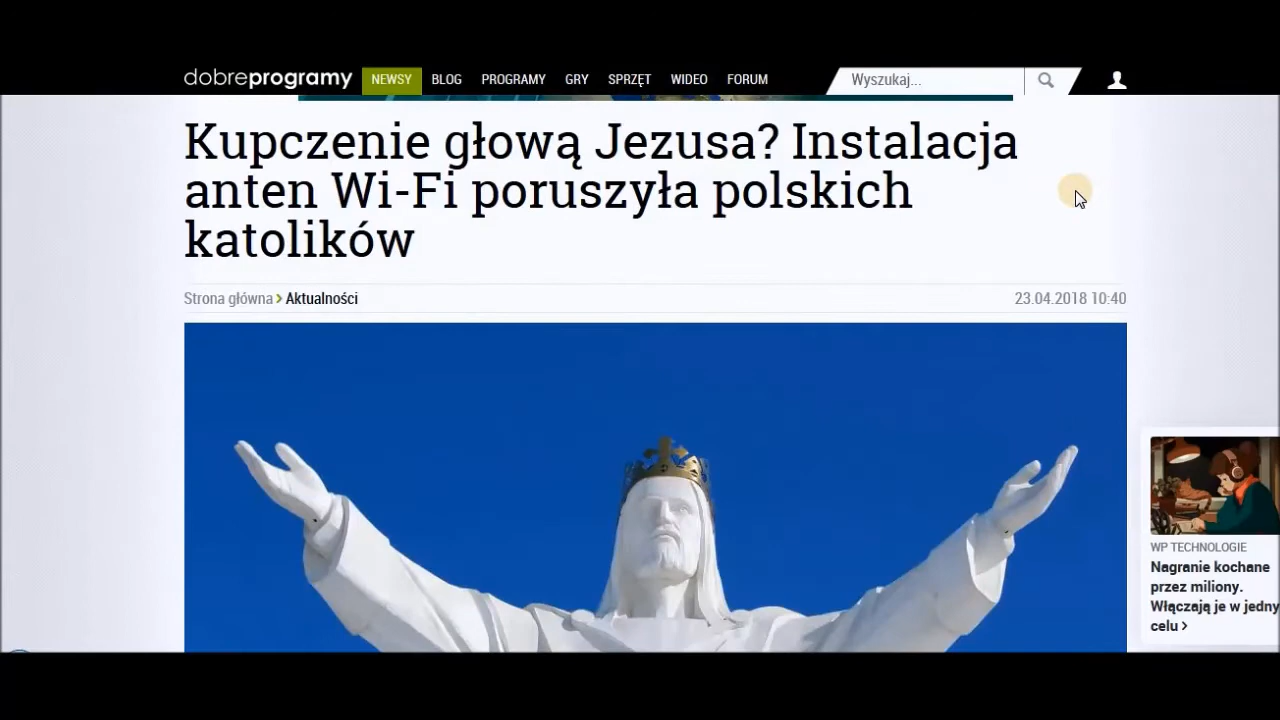 dobreprogramy NEWSY BLOG PROGRAMY GRY SPRZĘT WIDEO FORUM Wyszukaj...
Kupczenie głową Jezusa? Instalacja
anten Wi-Fi poruszyła polskich
katolików
Strona główna > Aktualności 23.04.2018 10:40
WP TECHNOLOGIE
Nagranie kochane
przez miliony.
Włączają je w jedny
celu >